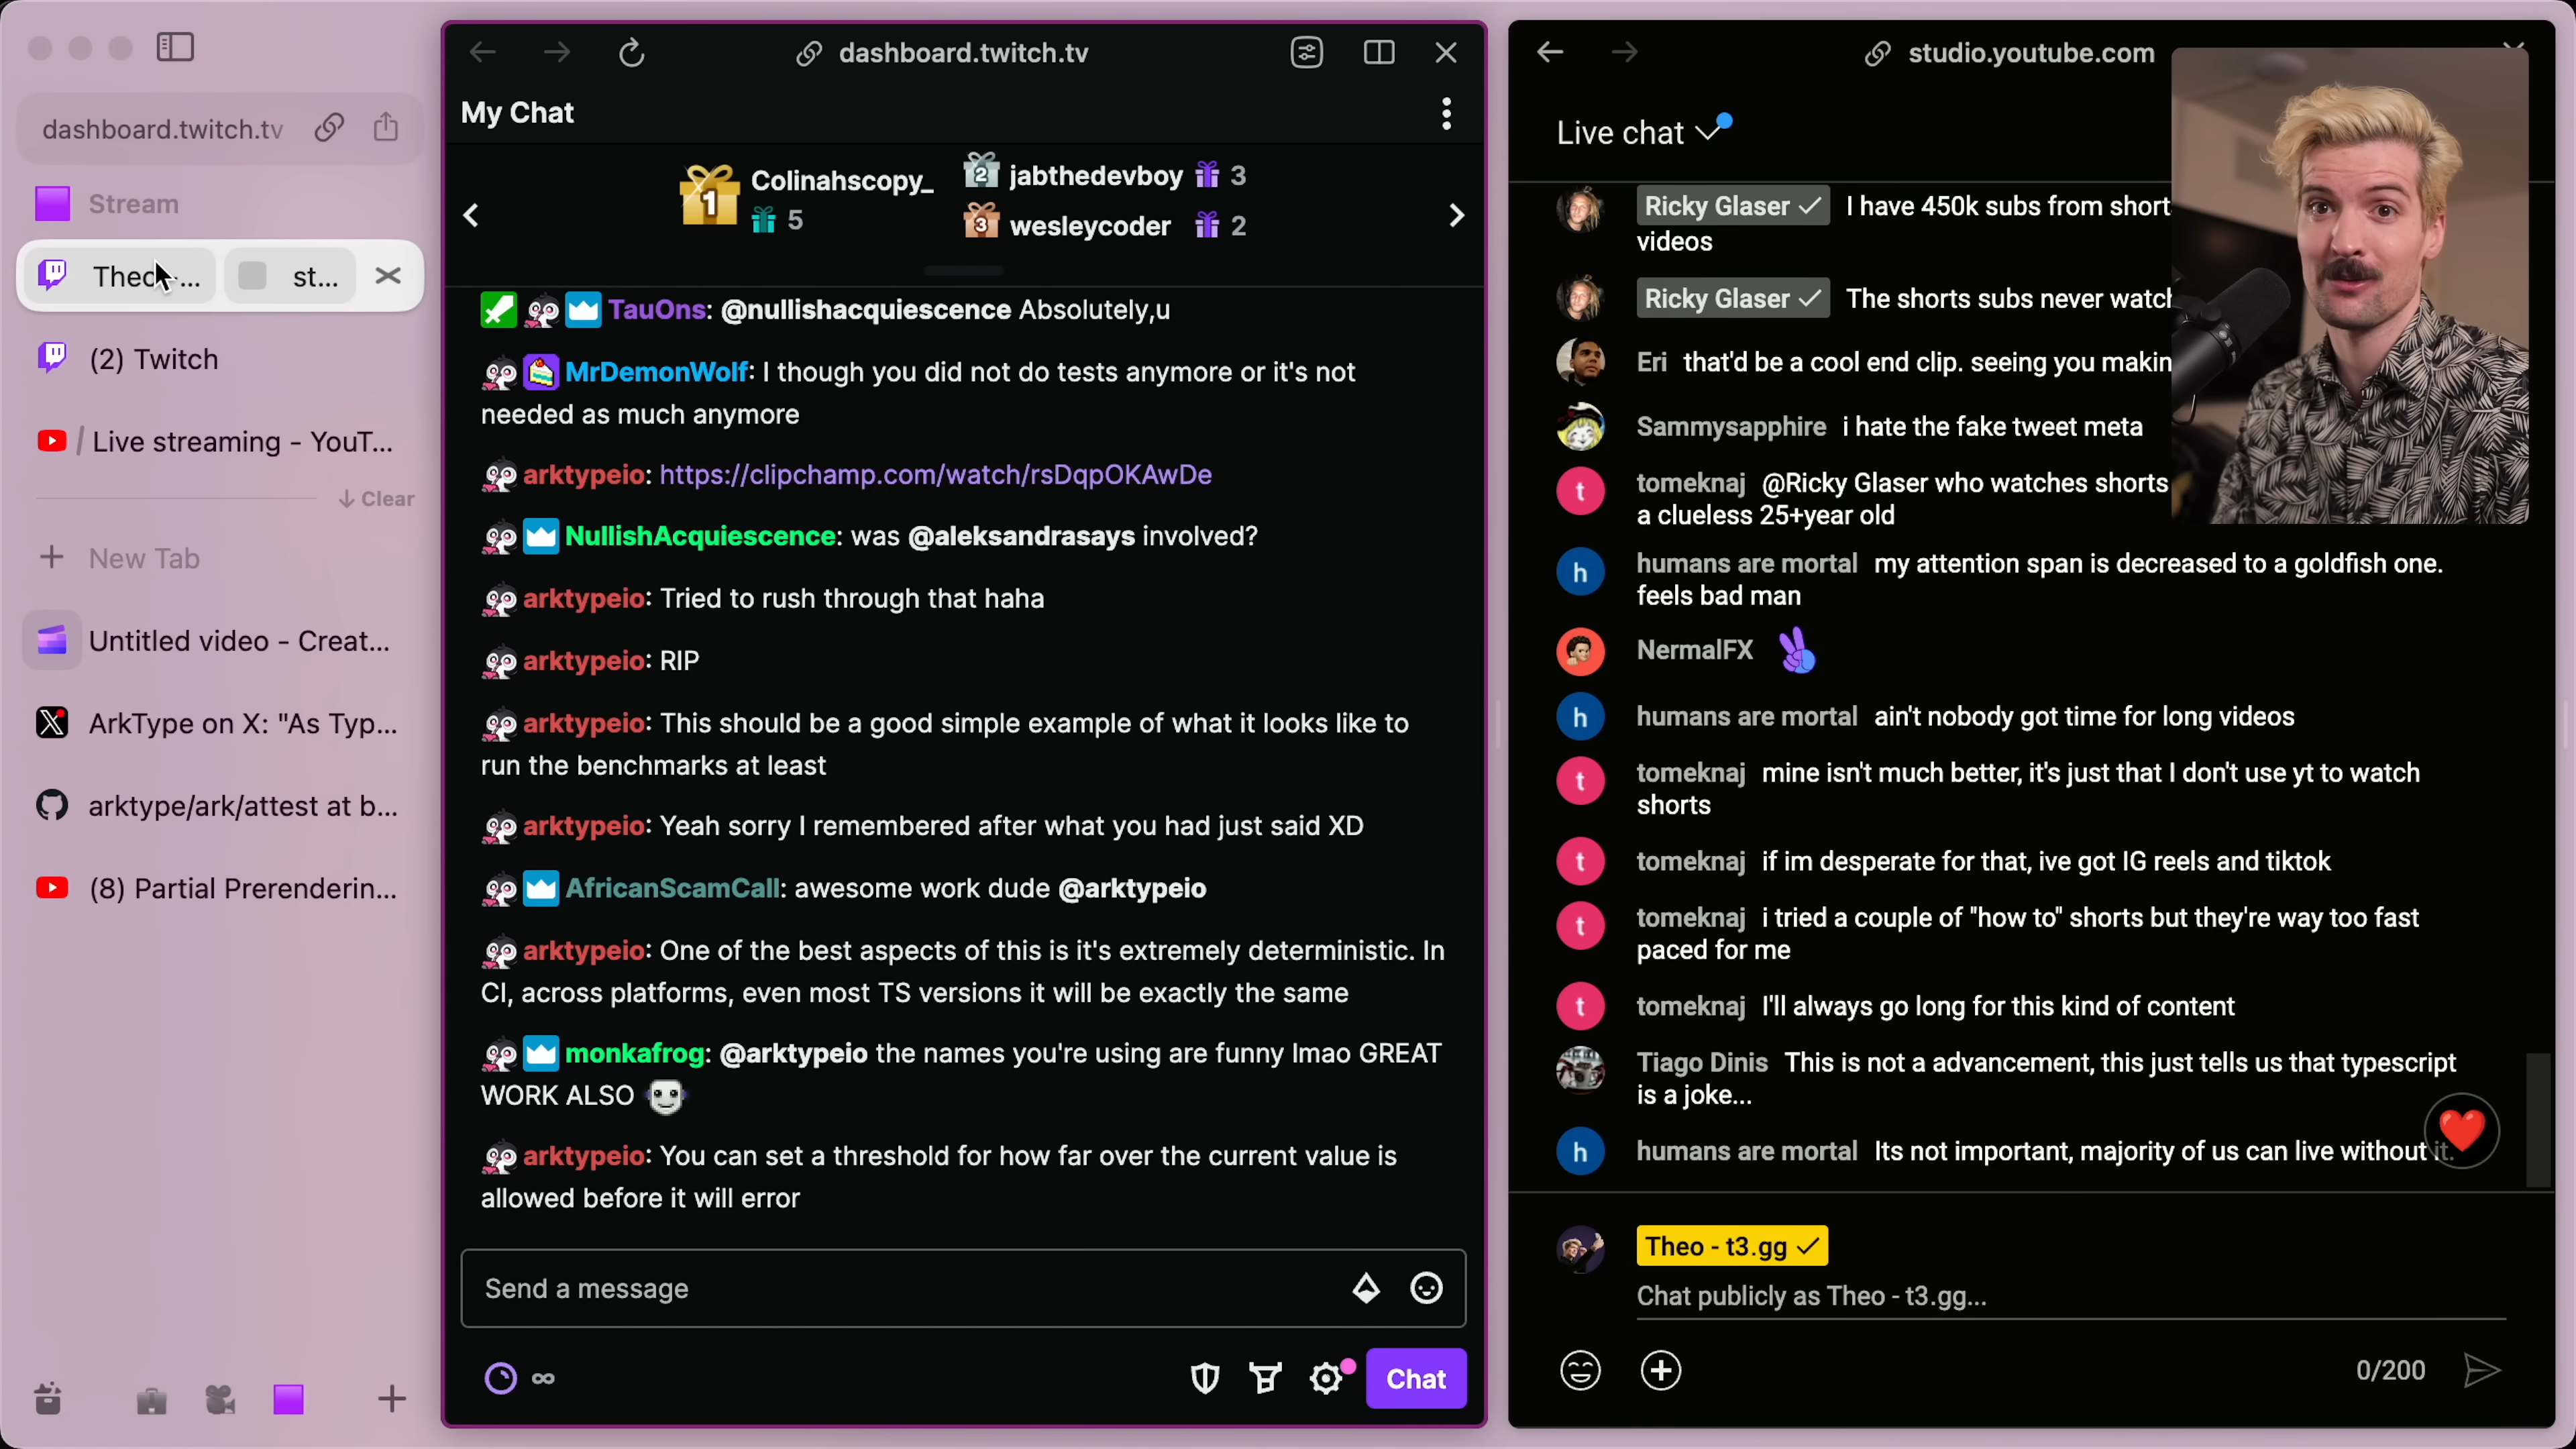 dashboard.twitch.tv
Stream
Theo - ...
st...
(2) Twitch
/ Live streaming - YouT...
↓ Clear
+ New Tab
Untitled video - Creat...
ArkType on X: "As Typ...
arktype/ark/attest at b...
(8) Partial Prerenderin...
dashboard.twitch.tv
My Chat
1 Colinahscopy_
5
2 jabthedevboy 3
3 wesleycoder 2
TauOns: @nullishacquiescence Absolutely,u
MrDemonWolf: I though you did not do tests anymore or it's not
needed as much anymore
arktypeio: https://clipchamp.com/watch/rsDqpOKAwDe
NullishAcquiescence: was @aleksandrasays involved?
arktypeio: Tried to rush through that haha
arktypeio: RIP
arktypeio: This should be a good simple example of what it looks like to
run the benchmarks at least
arktypeio: Yeah sorry I remembered after what you had just said XD
AfricanScamCall: awesome work dude @arktypeio
arktypeio: One of the best aspects of this is it's extremely deterministic. In
CI, across platforms, even most TS versions it will be exactly the same
monkafrog: @arktypeio the names you're using are funny lmao GREAT
WORK ALSO
arktypeio: You can set a threshold for how far over the current value is
allowed before it will error
Send a message
∞
Chat
studio.youtube.com
Live chat
Ricky Glaser I have 450k subs from short
videos
Ricky Glaser The shorts subs never watch
Eri that'd be a cool end clip. seeing you makin
Sammysapphire i hate the fake tweet meta
t tomeknaj @Ricky Glaser who watches shorts
a clueless 25+year old
h humans are mortal my attention span is decreased to a goldfish one.
feels bad man
NermalFX
h humans are mortal ain't nobody got time for long videos
t tomeknaj mine isn't much better, it's just that I don't use yt to watch
shorts
t tomeknaj if im desperate for that, ive got IG reels and tiktok
t tomeknaj i tried a couple of "how to" shorts but they're way too fast
paced for me
t tomeknaj I'll always go long for this kind of content
Tiago Dinis This is not a advancement, this just tells us that typescript
is a joke...
h humans are mortal Its not important, majority of us can live without it.
Theo - t3.gg
Chat publicly as Theo - t3.gg...
0/200